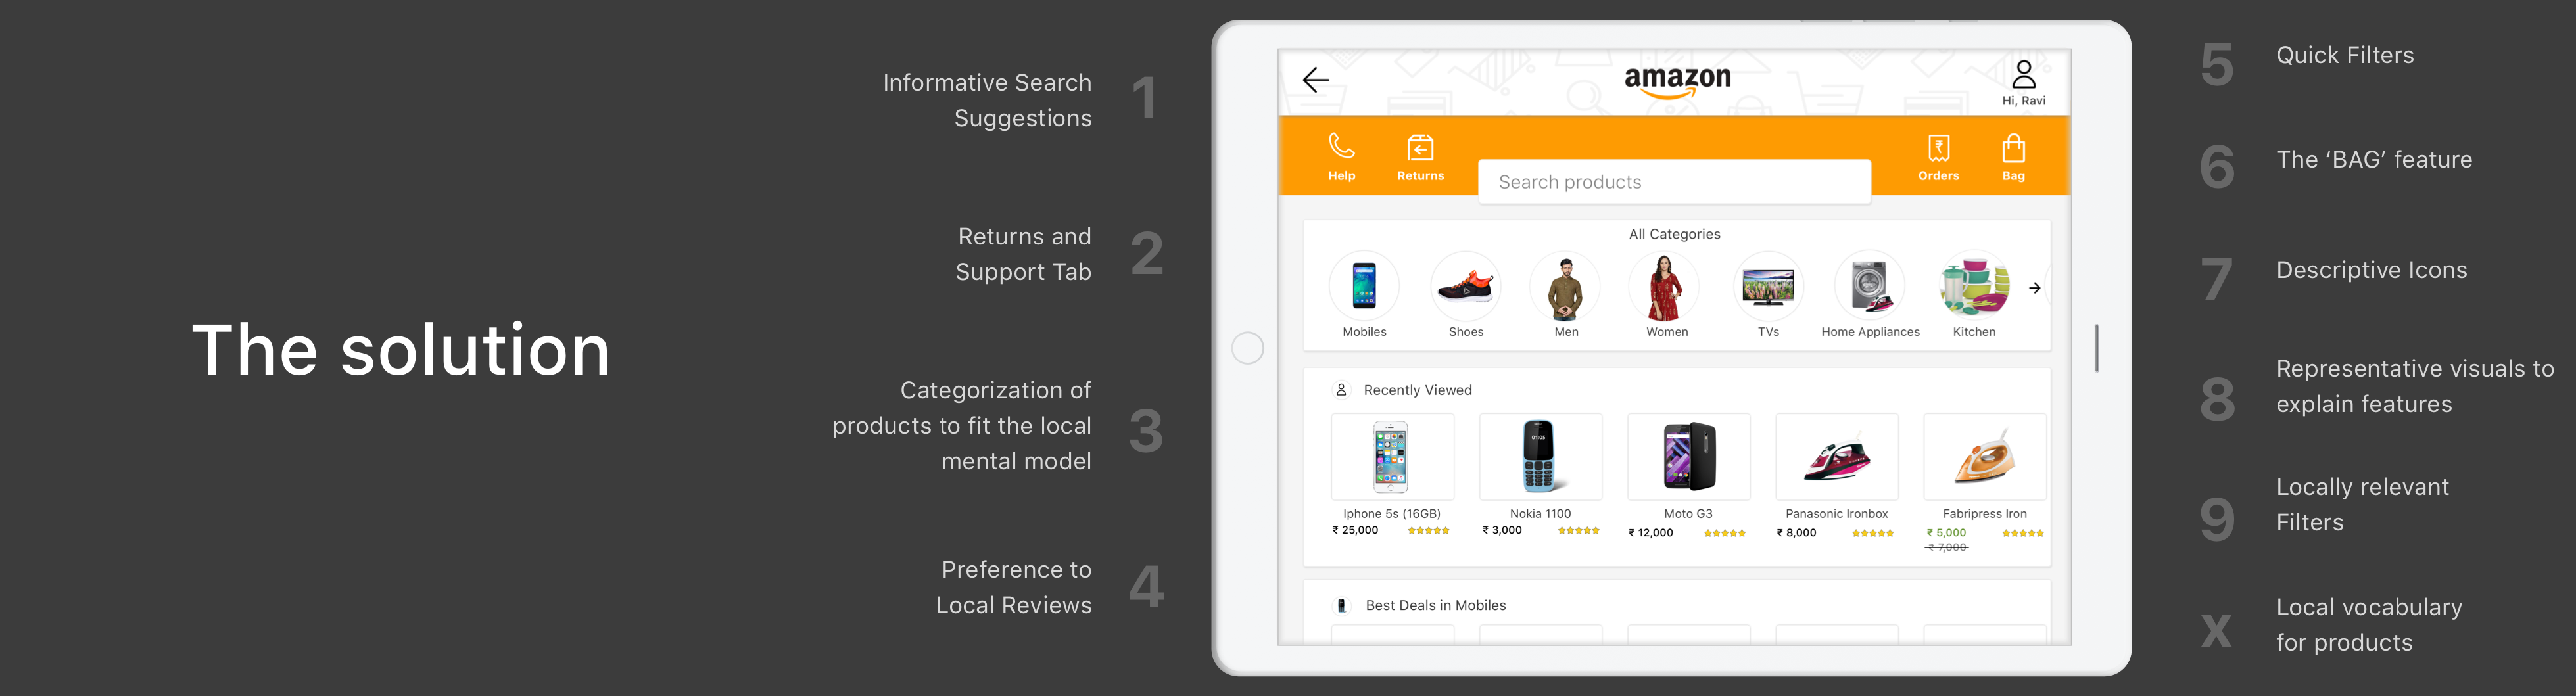 The solution
Informative Search
Suggestions
1
Returns and
Support Tab
2
Categorization of
products to fit the local
mental model
3
Preference to
Local Reviews
4
amazon
Hi, Ravi
Help
Returns
Search products
Orders
Bag
All Categories
Mobiles
Shoes
Men
Women
TVs
Home Appliances
Kitchen
Recently Viewed
Iphone 5s (16GB)
₹ 25,000
Nokia 1100
₹ 3,000
Moto G3
₹ 12,000
Panasonic Ironbox
₹ 8,000
Fabripress Iron
₹ 5,000
₹ 7,000
Best Deals in Mobiles
5
Quick Filters
6
The ‘BAG’ feature
7
Descriptive Icons
8
Representative visuals to
explain features
9
Locally relevant
Filters
x
Local vocabulary
for products